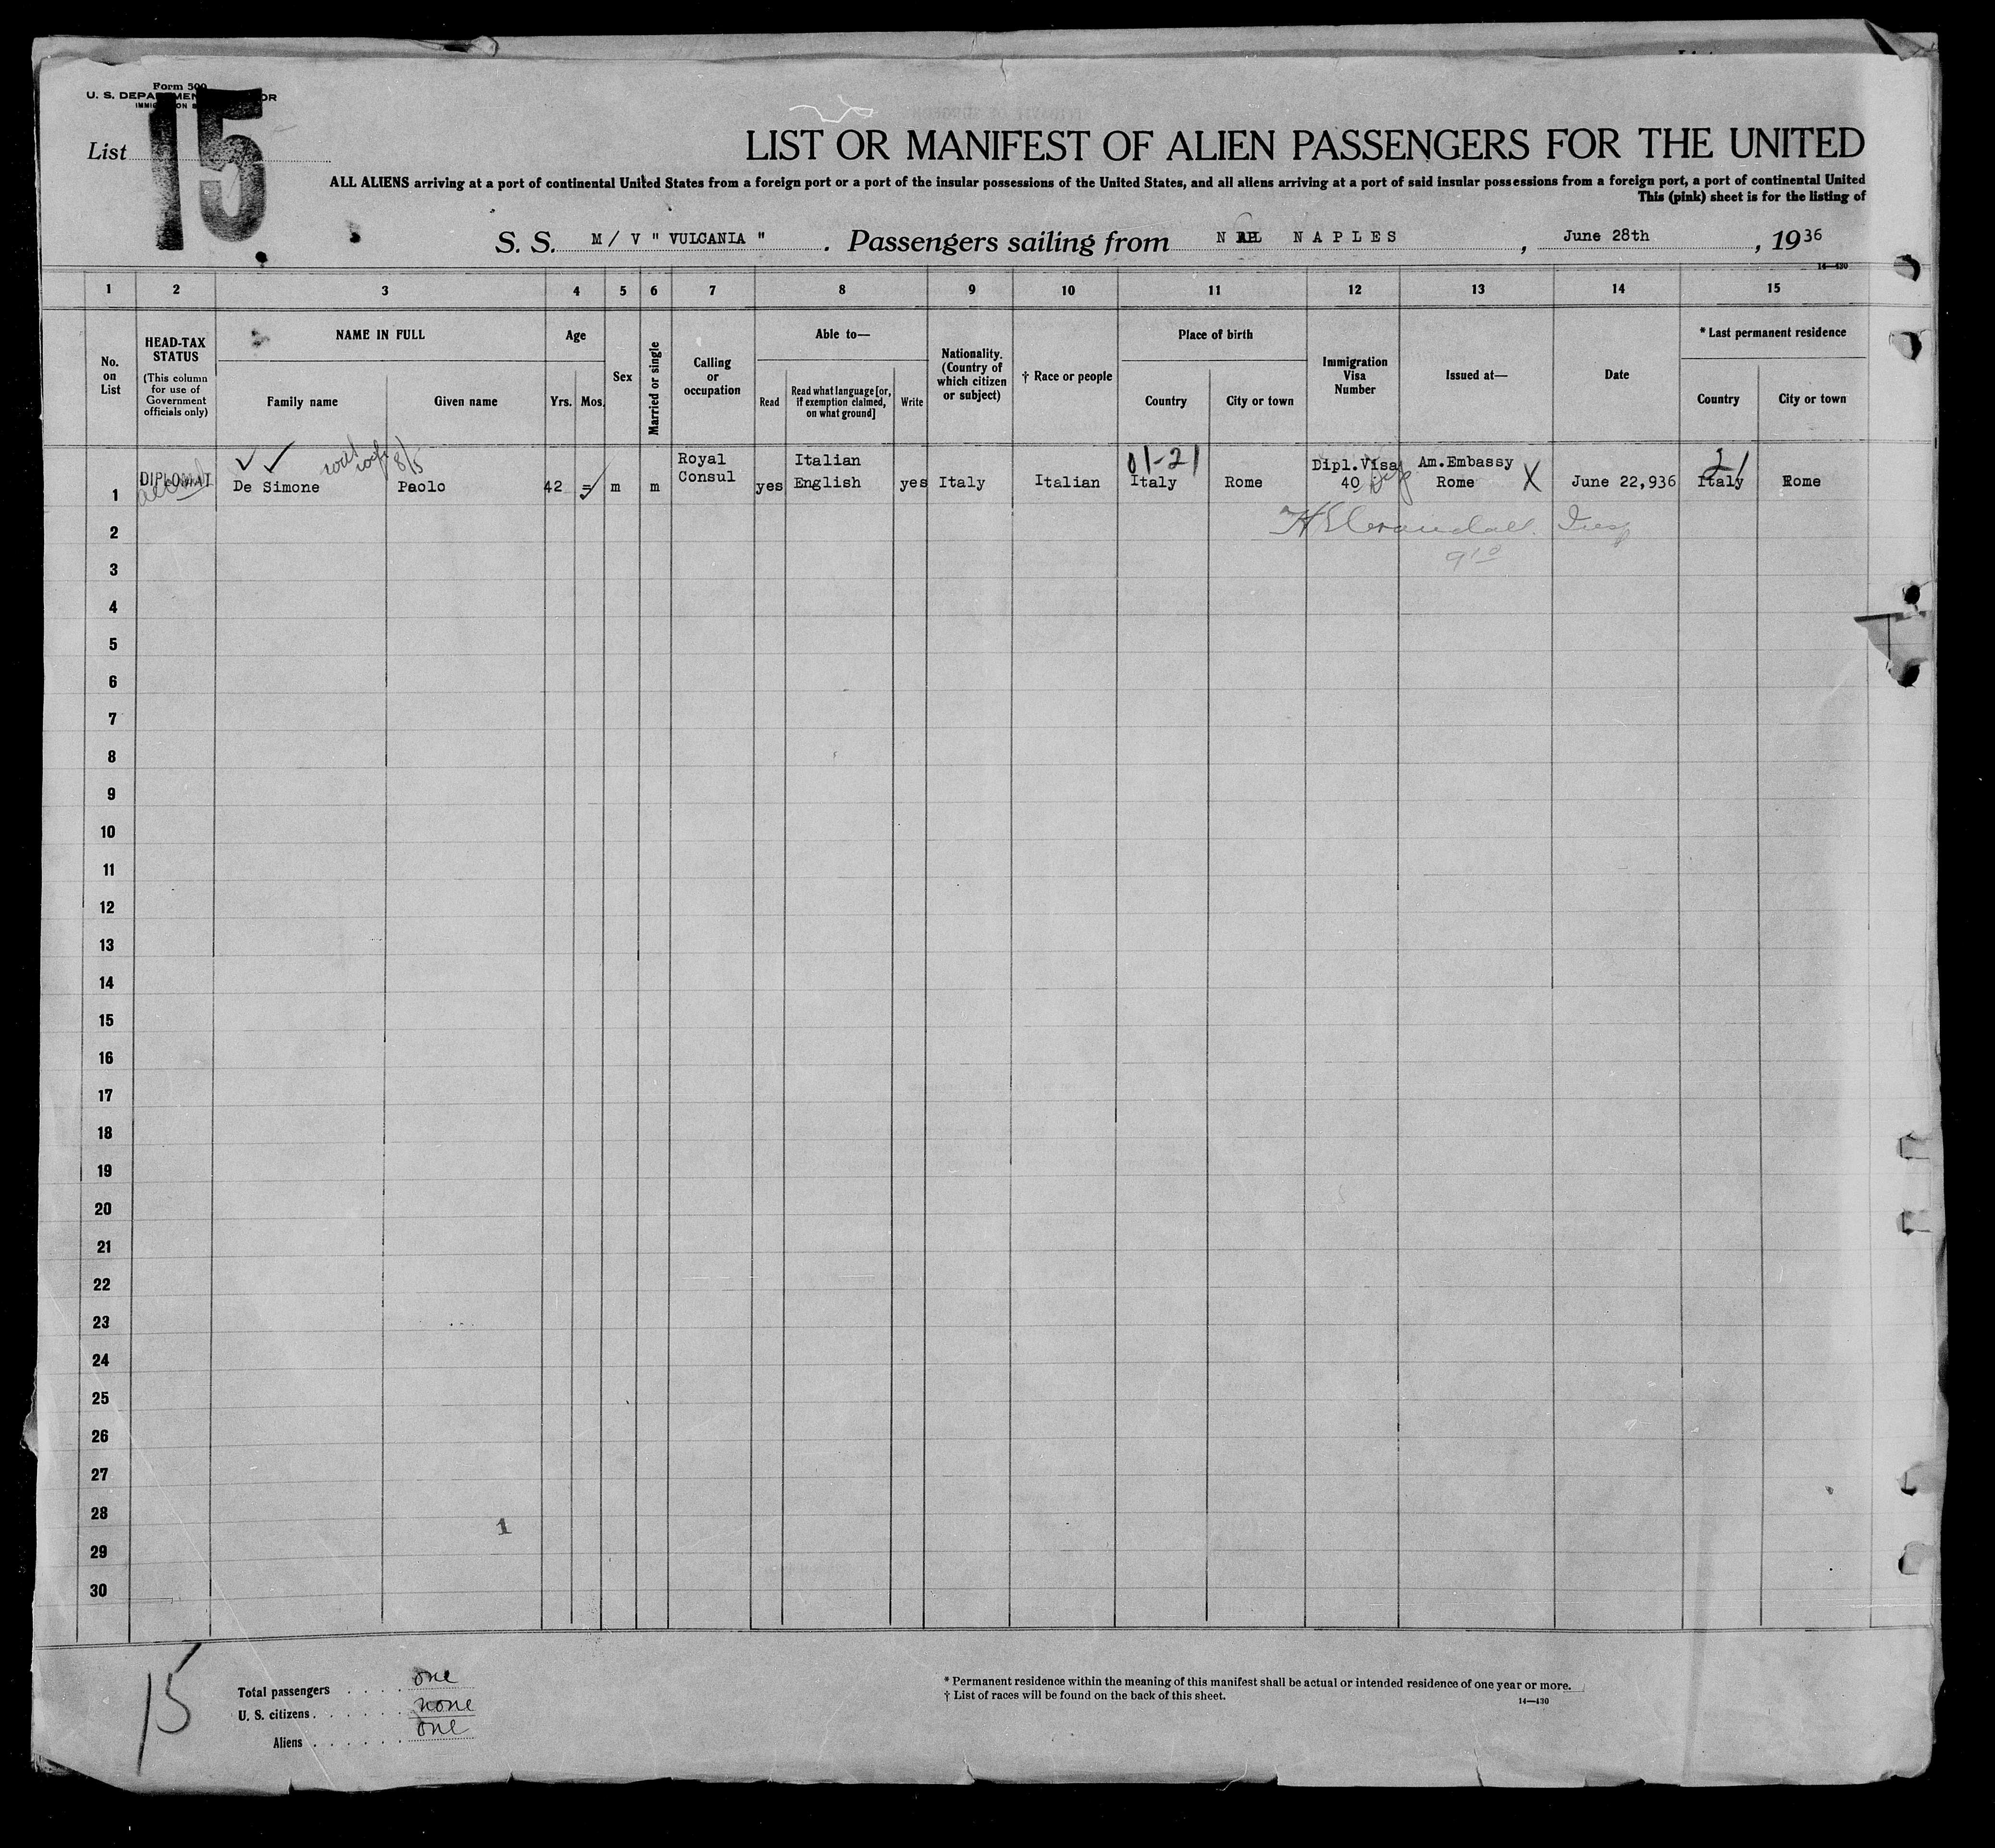 Form 500
U. S. DEPARTMENT OF LABOR
List 15
LIST OR MANIFEST OF ALIEN PASSENGERS FOR THE UNITED
ALL ALIENS arriving at a port of continental United States from a foreign port or a port of the insular possessions of the United States, and all aliens arriving at a port of said insular possessions from a foreign port, a port of continental United
This (pink) sheet is for the listing of
S. S. M / V " VULCANIA " . Passengers sailing from NAPLES , June 28th , 1936
14—430
1 2 3 4 5 6 7 8 9 10 11 12 13 14 15
No. on List
HEAD-TAX STATUS (This column for use of Government officials only)
NAME IN FULL
Family name Given name
Age
Yrs. Mos.
Sex
Married or single
Calling or occupation
Able to—
Read Read what language [or, if exemption claimed, on what ground] Write
Nationality. (Country of which citizen or subject)
† Race or people
Place of birth
Country City or town
Immigration Visa Number
Issued at—
Date
* Last permanent residence
Country City or town
01-21 21
1 DIPLOMAT De Simone Paolo 42 = m m Royal Consul yes Italian English yes Italy Italian Italy Rome Dipl.Visa 40 Am.Embassy Rome X June 22,936 Italy Rome
2
3
4
5
6
7
8
9
10
11
12
13
14
15
16
17
18
19
20
21
22
23
24
25
26
27
28 1
29
30
15
Total passengers . . . . one
U. S. citizens . . . . . . none
Aliens . . . . . . one
* Permanent residence within the meaning of this manifest shall be actual or intended residence of one year or more.
† List of races will be found on the back of this sheet. 14—430